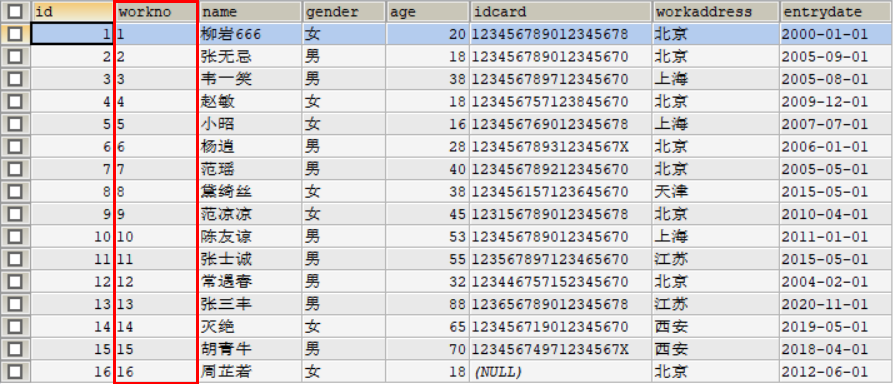 id workno name gender age idcard workaddress entrydate
1 1 柳岩666 女 20 123456789012345678 北京 2000-01-01
2 2 张无忌 男 18 123456789012345670 北京 2005-09-01
3 3 韦一笑 男 38 123456789712345670 上海 2005-08-01
4 4 赵敏 女 18 123456757123845670 北京 2009-12-01
5 5 小昭 女 16 123456769012345678 上海 2007-07-01
6 6 杨逍 男 28 12345678931234567X 北京 2006-01-01
7 7 范瑶 男 40 123456789212345670 北京 2005-05-01
8 8 黛绮丝 女 38 123456157123645670 天津 2015-05-01
9 9 范凉凉 女 45 123156789012345678 北京 2010-04-01
10 10 陈友谅 男 53 123456789012345670 上海 2011-01-01
11 11 张士诚 男 55 123567897123465670 江苏 2015-05-01
12 12 常遇春 男 32 123446757152345670 北京 2004-02-01
13 13 张三丰 男 88 123656789012345678 江苏 2020-11-01
14 14 灭绝 女 65 123456719012345670 西安 2019-05-01
15 15 胡青牛 男 70 12345674971234567X 西安 2018-04-01
16 16 周芷若 女 18 (NULL) 北京 2012-06-01